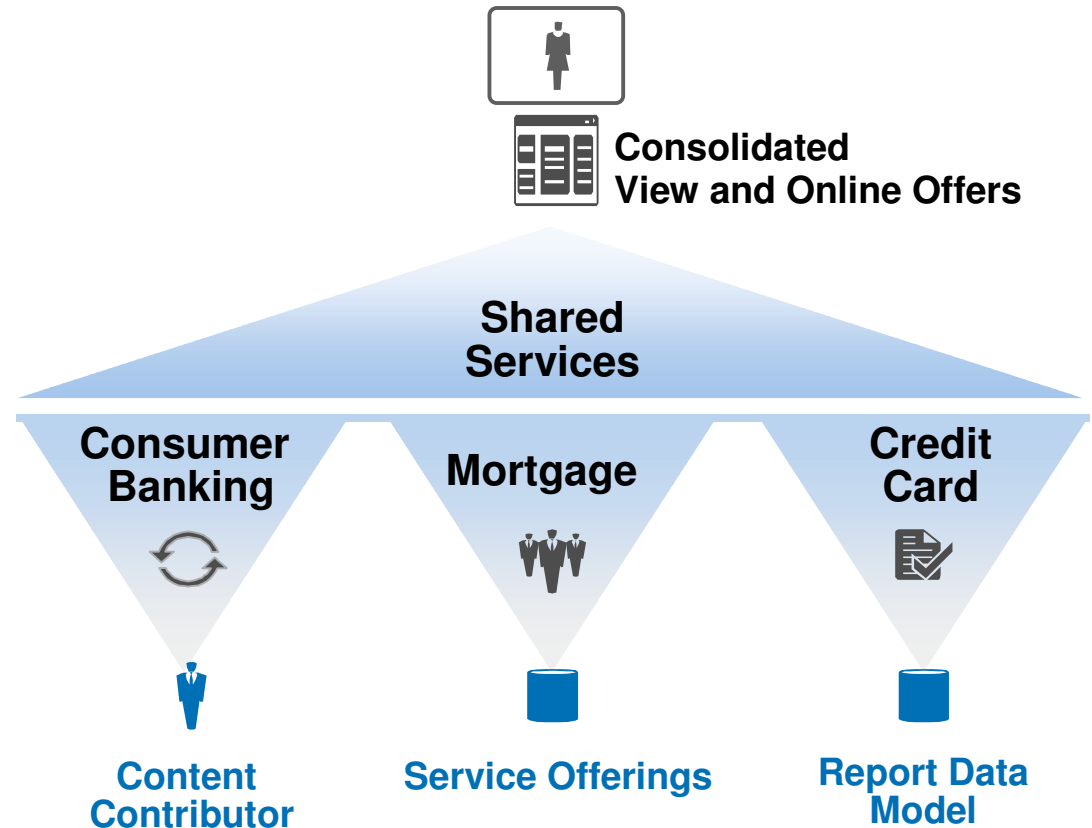 Consolidated
View and Online Offers
Shared
Services
Consumer
Banking
Mortgage
Credit
Card
Content
Contributor
Service Offerings
Report Data
Model